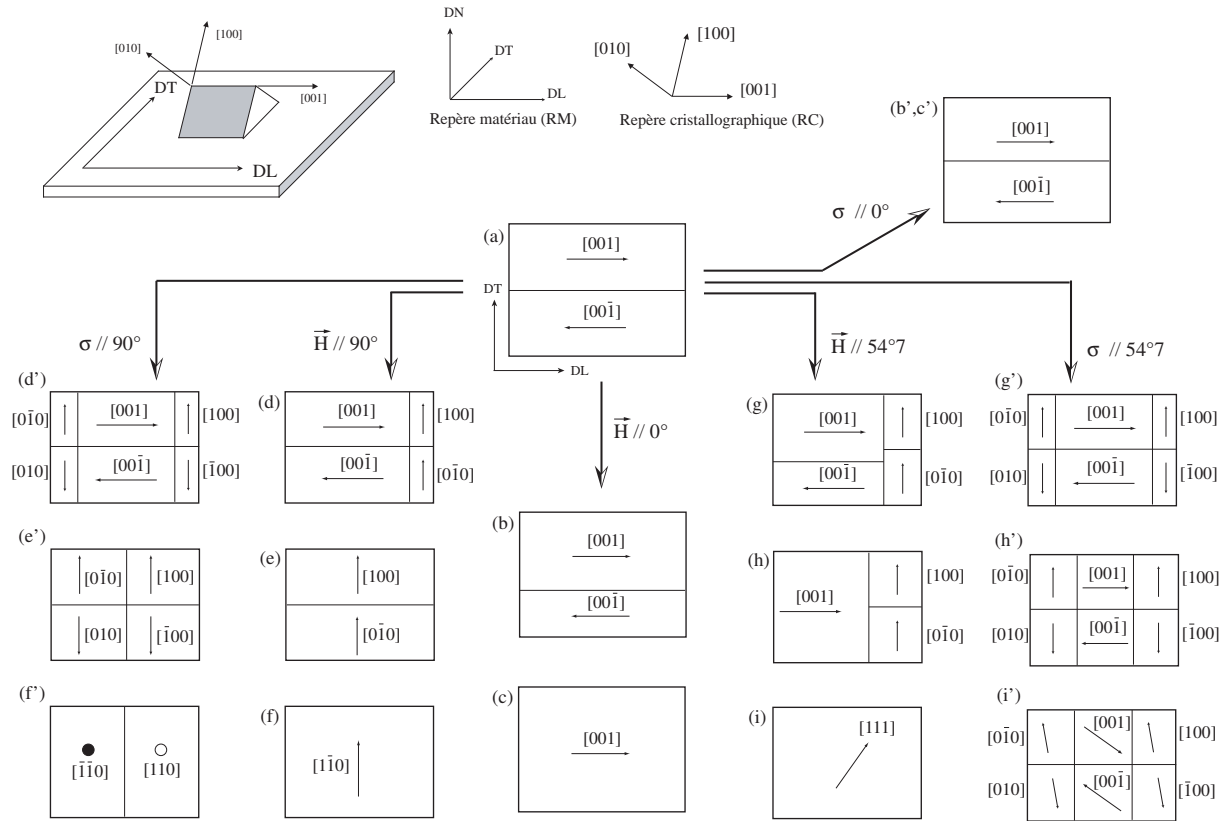 [100]
[010]
[001]
DT
DL
DN
DT
DL
Repère matériau (RM)
[010]
[100]
[001]
Repère cristallographique (RC)
(b',c')
[001]
[001̄]
σ // 0°
(a)
[001]
[001̄]
DT
DL
σ // 90°
H⃗ // 90°
H⃗ // 0°
H⃗ // 54°7
σ // 54°7
(d')
[01̄0]
[001]
[100]
[010]
[001̄]
[1̄00]
(d)
[001]
[100]
[001̄]
[01̄0]
(g)
[001]
[100]
[001̄]
[01̄0]
(g')
[01̄0]
[001]
[100]
[010]
[001̄]
[1̄00]
(e')
[01̄0]
[100]
[010]
[1̄00]
(e)
[100]
[01̄0]
(b)
[001]
[001̄]
(h)
[001]
[100]
[01̄0]
(h')
[01̄0]
[001]
[100]
[010]
[001̄]
[1̄00]
(f')
[1̄1̄0]
[110]
(f)
[11̄0]
(c)
[001]
(i)
[111]
(i')
[01̄0]
[001]
[100]
[010]
[001̄]
[1̄00]